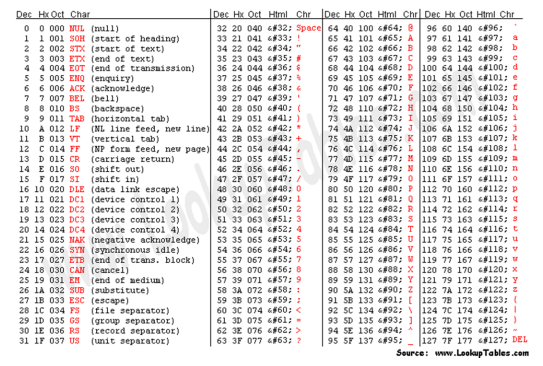 Dec Hx Oct Char Dec Hx Oct Html Chr Dec Hx Oct Html Chr Dec Hx Oct Html Chr
0 0 000 NUL (null) 32 20 040 &#32; Space 64 40 100 &#64; @ 96 60 140 &#96; `
1 1 001 SOH (start of heading) 33 21 041 &#33; ! 65 41 101 &#65; A 97 61 141 &#97; a
2 2 002 STX (start of text) 34 22 042 &#34; " 66 42 102 &#66; B 98 62 142 &#98; b
3 3 003 ETX (end of text) 35 23 043 &#35; # 67 43 103 &#67; C 99 63 143 &#99; c
4 4 004 EOT (end of transmission) 36 24 044 &#36; $ 68 44 104 &#68; D 100 64 144 &#100; d
5 5 005 ENQ (enquiry) 37 25 045 &#37; % 69 45 105 &#69; E 101 65 145 &#101; e
6 6 006 ACK (acknowledge) 38 26 046 &#38; & 70 46 106 &#70; F 102 66 146 &#102; f
7 7 007 BEL (bell) 39 27 047 &#39; ' 71 47 107 &#71; G 103 67 147 &#103; g
8 8 010 BS (backspace) 40 28 050 &#40; ( 72 48 110 &#72; H 104 68 150 &#104; h
9 9 011 TAB (horizontal tab) 41 29 051 &#41; ) 73 49 111 &#73; I 105 69 151 &#105; i
10 A 012 LF (NL line feed, new line) 42 2A 052 &#42; * 74 4A 112 &#74; J 106 6A 152 &#106; j
11 B 013 VT (vertical tab) 43 2B 053 &#43; + 75 4B 113 &#75; K 107 6B 153 &#107; k
12 C 014 FF (NP form feed, new page) 44 2C 054 &#44; , 76 4C 114 &#76; L 108 6C 154 &#108; l
13 D 015 CR (carriage return) 45 2D 055 &#45; - 77 4D 115 &#77; M 109 6D 155 &#109; m
14 E 016 SO (shift out) 46 2E 056 &#46; . 78 4E 116 &#78; N 110 6E 156 &#110; n
15 F 017 SI (shift in) 47 2F 057 &#47; / 79 4F 117 &#79; O 111 6F 157 &#111; o
16 10 020 DLE (data link escape) 48 30 060 &#48; 0 80 50 120 &#80; P 112 70 160 &#112; p
17 11 021 DC1 (device control 1) 49 31 061 &#49; 1 81 51 121 &#81; Q 113 71 161 &#113; q
18 12 022 DC2 (device control 2) 50 32 062 &#50; 2 82 52 122 &#82; R 114 72 162 &#114; r
19 13 023 DC3 (device control 3) 51 33 063 &#51; 3 83 53 123 &#83; S 115 73 163 &#115; s
20 14 024 DC4 (device control 4) 52 34 064 &#52; 4 84 54 124 &#84; T 116 74 164 &#116; t
21 15 025 NAK (negative acknowledge) 53 35 065 &#53; 5 85 55 125 &#85; U 117 75 165 &#117; u
22 16 026 SYN (synchronous idle) 54 36 066 &#54; 6 86 56 126 &#86; V 118 76 166 &#118; v
23 17 027 ETB (end of trans. block) 55 37 067 &#55; 7 87 57 127 &#87; W 119 77 167 &#119; w
24 18 030 CAN (cancel) 56 38 070 &#56; 8 88 58 130 &#88; X 120 78 170 &#120; x
25 19 031 EM (end of medium) 57 39 071 &#57; 9 89 59 131 &#89; Y 121 79 171 &#121; y
26 1A 032 SUB (substitute) 58 3A 072 &#58; : 90 5A 132 &#90; Z 122 7A 172 &#122; z
27 1B 033 ESC (escape) 59 3B 073 &#59; ; 91 5B 133 &#91; [ 123 7B 173 &#123; {
28 1C 034 FS (file separator) 60 3C 074 &#60; < 92 5C 134 &#92; \ 124 7C 174 &#124; |
29 1D 035 GS (group separator) 61 3D 075 &#61; = 93 5D 135 &#93; ] 125 7D 175 &#125; }
30 1E 036 RS (record separator) 62 3E 076 &#62; > 94 5E 136 &#94; ^ 126 7E 176 &#126; ~
31 1F 037 US (unit separator) 63 3F 077 &#63; ? 95 5F 137 &#95; _ 127 7F 177 &#127; DEL
Source: www.LookupTables.com